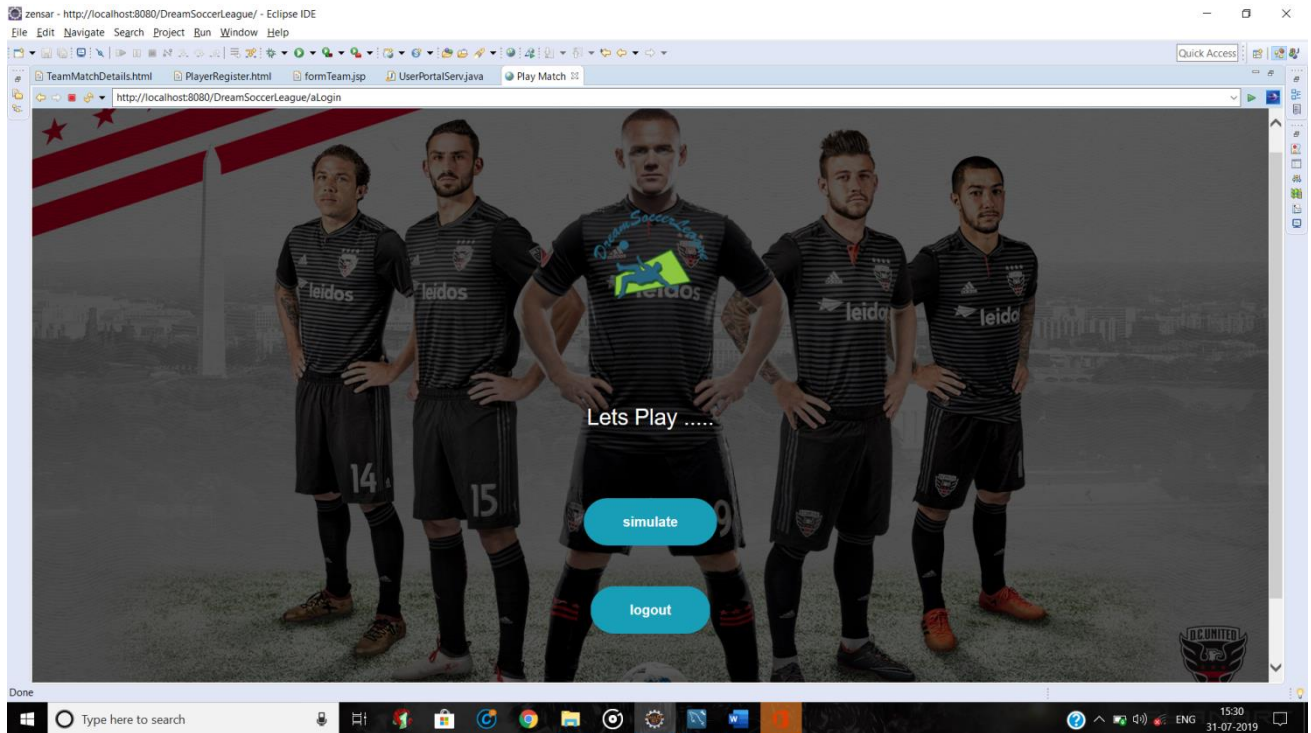 zensar - http://localhost:8080/DreamSoccerLeague/ - Eclipse IDE
File Edit Navigate Search Project Run Window Help
Quick Access
TeamMatchDetails.html PlayerRegister.html formTeam.jsp UserPortalServ.java Play Match
http://localhost:8080/DreamSoccerLeague/aLogin
DreamSoccerLeague
leidos leidos leidos leidos leidos
Lets Play .....
14 15 9
simulate
logout
D.C.UNITED
Done
Type here to search
W
ENG
15:30
31-07-2019